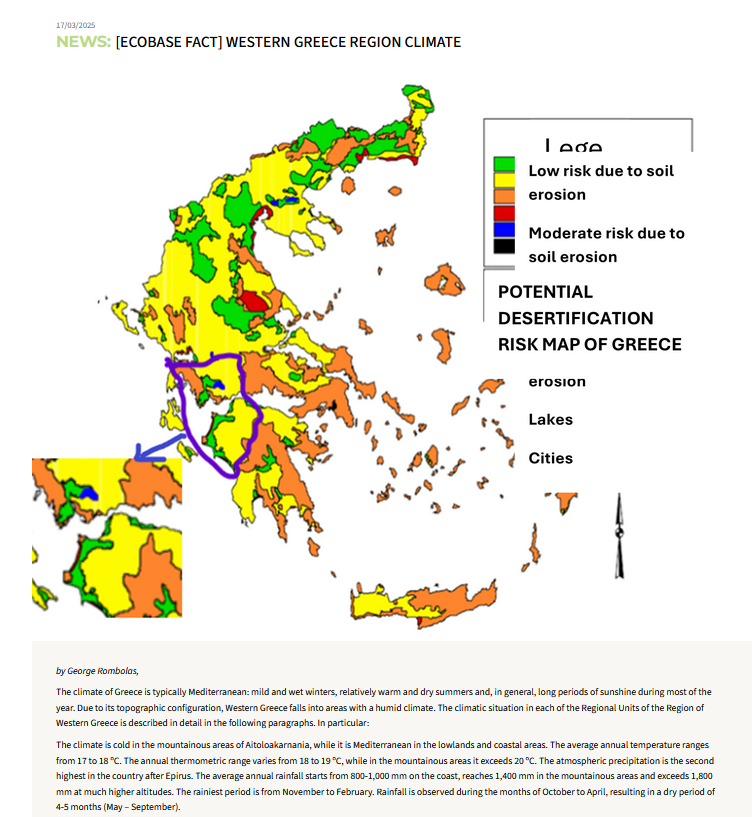 17/03/2025
NEWS: [ECOBASE FACT] WESTERN GREECE REGION CLIMATE
Low risk due to soil
erosion
Moderate risk due to
soil erosion
POTENTIAL
DESERTIFICATION
RISK MAP OF GREECE
erosion
Lakes
Cities
by George Rombolas,
The climate of Greece is typically Mediterranean: mild and wet winters, relatively warm and dry summers and, in general, long periods of sunshine during most of the
year. Due to its topographic configuration, Western Greece falls into areas with a humid climate. The climatic situation in each of the Regional Units of the Region of
Western Greece is described in detail in the following paragraphs. In particular:
The climate is cold in the mountainous areas of Aitoloakarnania, while it is Mediterranean in the lowlands and coastal areas. The average annual temperature ranges
from 17 to 18 °C. The annual thermometric range varies from 18 to 19 °C, while in the mountainous areas it exceeds 20 °C. The atmospheric precipitation is the second
highest in the country after Epirus. The average annual rainfall starts from 800-1,000 mm on the coast, reaches 1,400 mm in the mountainous areas and exceeds 1,800
mm at much higher altitudes. The rainiest period is from November to February. Rainfall is observed during the months of October to April, resulting in a dry period of
4-5 months (May – September).